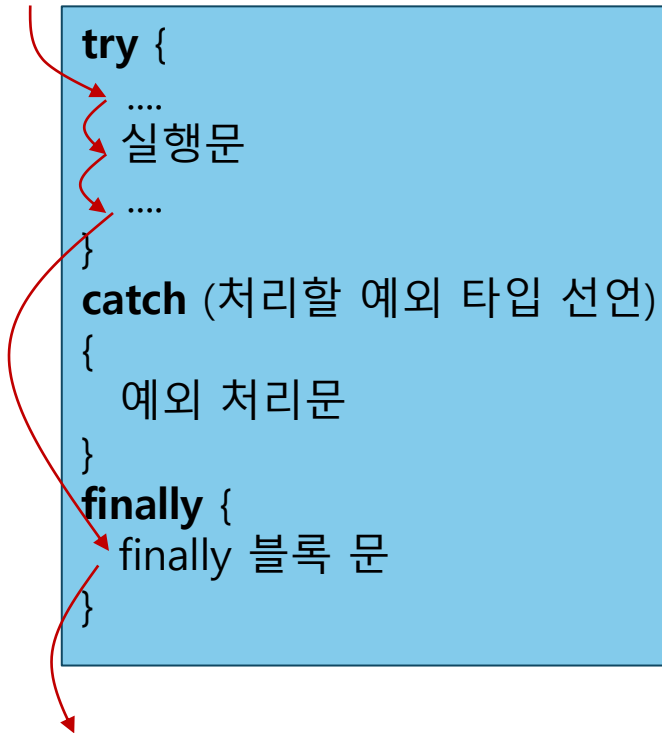 try {
....
실행문
....
}
catch (처리할 예외 타입 선언)
{
예외 처리문
}
finally {
finally 블록 문
}